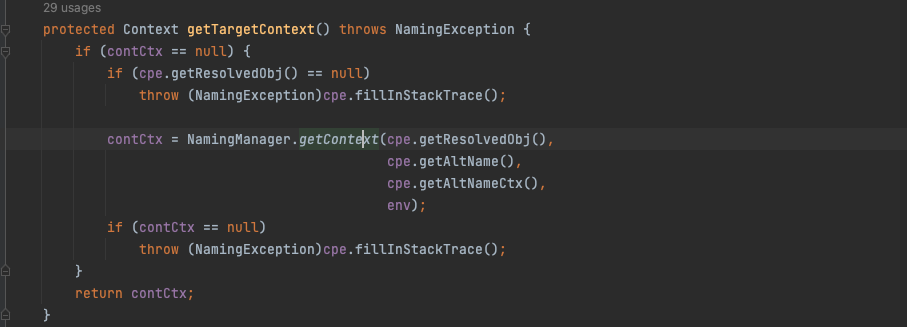 29 usages
protected Context getTargetContext() throws NamingException {
if (contCtx == null) {
if (cpe.getResolvedObj() == null)
throw (NamingException)cpe.fillInStackTrace();
contCtx = NamingManager.getContext(cpe.getResolvedObj(),
cpe.getAltName(),
cpe.getAltNameCtx(),
env);
if (contCtx == null)
throw (NamingException)cpe.fillInStackTrace();
}
return contCtx;
}